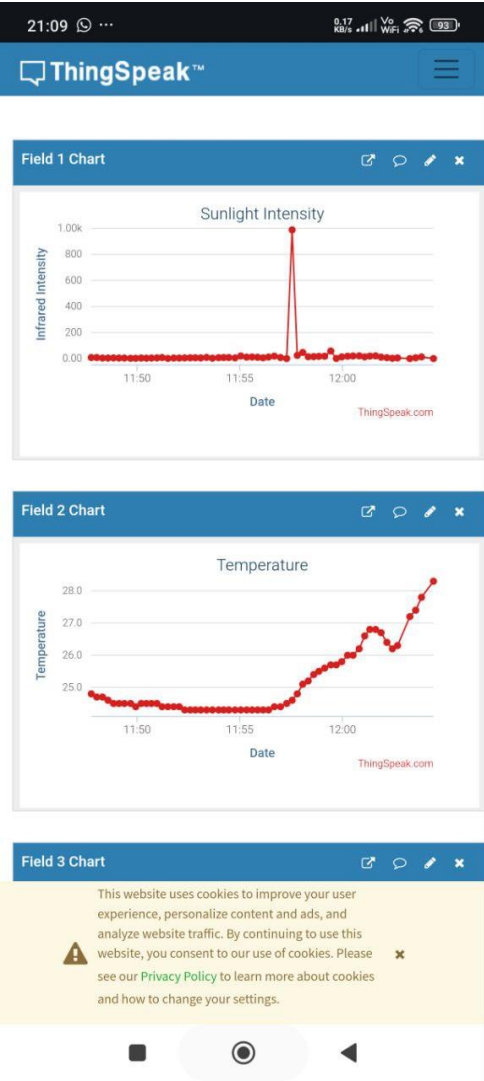 21:09 ...
0.17 KB/s Vo WiFi 93
ThingSpeak™
Field 1 Chart
Sunlight Intensity
Infrared Intensity
1.00k
800
600
400
200
0.00
11:50 11:55 12:00
Date
ThingSpeak.com
Field 2 Chart
Temperature
Temperature
28.0
27.0
26.0
25.0
11:50 11:55 12:00
Date
ThingSpeak.com
Field 3 Chart
This website uses cookies to improve your user
experience, personalize content and ads, and
analyze website traffic. By continuing to use this
website, you consent to our use of cookies. Please
see our Privacy Policy to learn more about cookies
and how to change your settings.